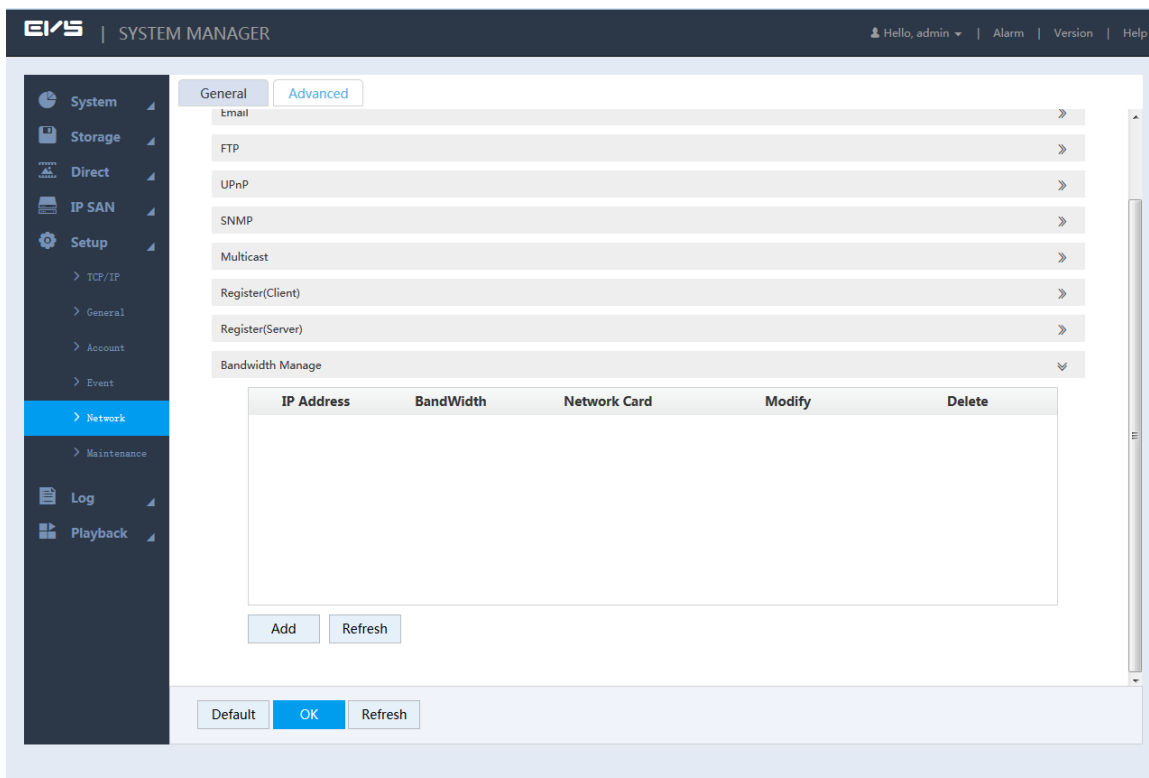 EVS | SYSTEM MANAGER
Hello, admin | Alarm | Version | Help
System
Storage
Direct
IP SAN
Setup
> TCP/IP
> General
> Account
> Event
> Network
> Maintenance
Log
Playback
General Advanced
Email
FTP
UPnP
SNMP
Multicast
Register(Client)
Register(Server)
Bandwidth Manage
IP Address BandWidth Network Card Modify Delete
Add Refresh
Default OK Refresh